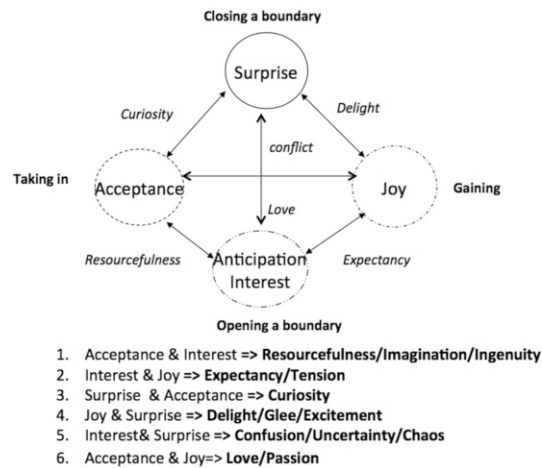 Closing a boundary
Surprise
Curiosity
Delight
conflict
Taking in
Acceptance
Joy
Gaining
Love
Resourcefulness
Anticipation
Interest
Expectancy
Opening a boundary
1. Acceptance & Interest => Resourcefulness/Imagination/Ingenuity
2. Interest & Joy => Expectancy/Tension
3. Surprise & Acceptance => Curiosity
4. Joy & Surprise => Delight/Glee/Excitement
5. Interest& Surprise => Confusion/Uncertainty/Chaos
6. Acceptance & Joy=> Love/Passion